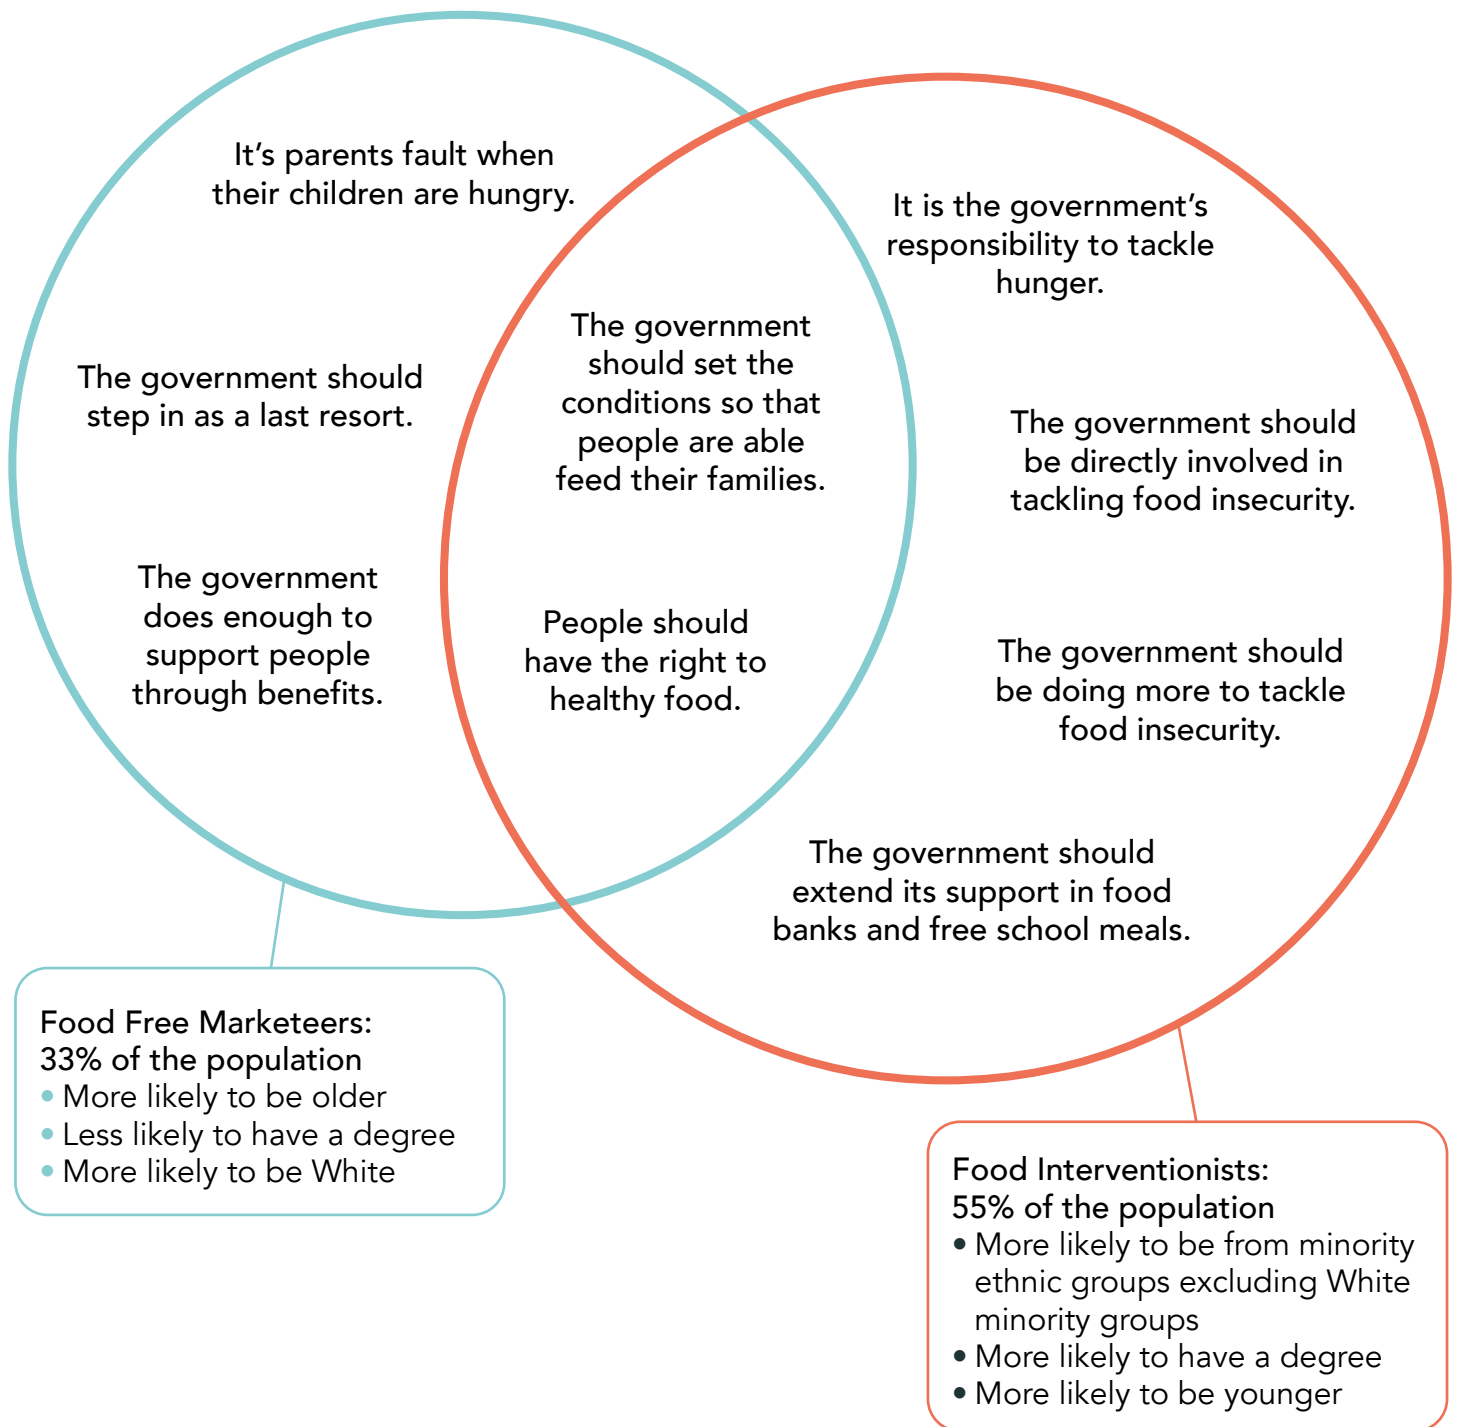 It's parents fault when
their children are hungry.
The government should
step in as a last resort.
The government
does enough to
support people
through benefits.
The government
should set the
conditions so that
people are able
feed their families.
People should
have the right to
healthy food.
It is the government's
responsibility to tackle
hunger.
The government should
be directly involved in
tackling food insecurity.
The government should
be doing more to tackle
food insecurity.
The government should
extend its support in food
banks and free school meals.
Food Free Marketeers:
33% of the population
• More likely to be older
• Less likely to have a degree
• More likely to be White
Food Interventionists:
55% of the population
• More likely to be from minority
ethnic groups excluding White
minority groups
• More likely to have a degree
• More likely to be younger